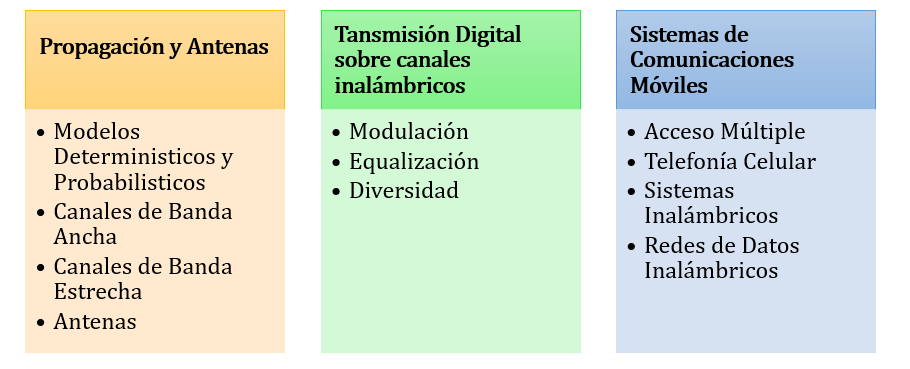 Propagación y Antenas
• Modelos
Deterministicos y
Probabilisticos
• Canales de Banda
Ancha
• Canales de Banda
Estrecha
• Antenas
Tansmisión Digital
sobre canales
inalámbricos
• Modulación
• Equalización
• Diversidad
Sistemas de
Comunicaciones
Móviles
• Acceso Múltiple
• Telefonía Celular
• Sistemas
Inalámbricos
• Redes de Datos
Inalámbricos